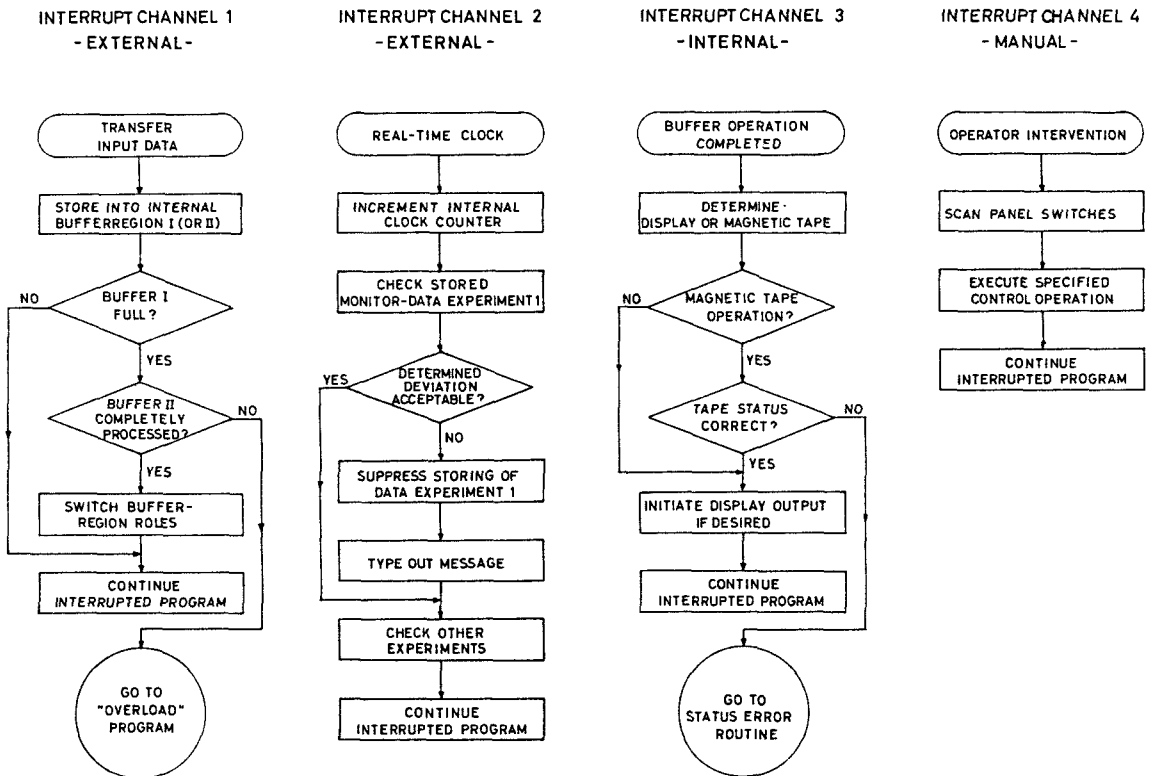 INTERRUPT CHANNEL 1
- EXTERNAL -
TRANSFER
INPUT DATA
STORE INTO INTERNAL
BUFFERREGION I (OR II)
BUFFER I
FULL?
NO
YES
BUFFER II
COMPLETELY
PROCESSED?
NO
YES
SWITCH BUFFER-
REGION ROLES
CONTINUE
INTERRUPTED PROGRAM
GO TO
"OVERLOAD"
PROGRAM
INTERRUPT CHANNEL 2
- EXTERNAL -
REAL-TIME CLOCK
INCREMENT INTERNAL
CLOCK COUNTER
CHECK STORED
MONITOR-DATA EXPERIMENT 1
YES
DETERMINED
DEVIATION
ACCEPTABLE?
NO
SUPPRESS STORING OF
DATA EXPERIMENT 1
TYPE OUT MESSAGE
CHECK OTHER
EXPERIMENTS
CONTINUE
INTERRUPTED PROGRAM
INTERRUPT CHANNEL 3
- INTERNAL -
BUFFER OPERATION
COMPLETED
DETERMINE-
DISPLAY OR MAGNETIC TAPE
NO
MAGNETIC TAPE
OPERATION?
YES
TAPE STATUS
CORRECT?
NO
YES
INITIATE DISPLAY OUTPUT
IF DESIRED
CONTINUE
INTERRUPTED PROGRAM
GO TO
STATUS ERROR
ROUTINE
INTERRUPT CHANNEL 4
- MANUAL -
OPERATOR INTERVENTION
SCAN PANEL SWITCHES
EXECUTE SPECIFIED
CONTROL OPERATION
CONTINUE
INTERRUPTED PROGRAM